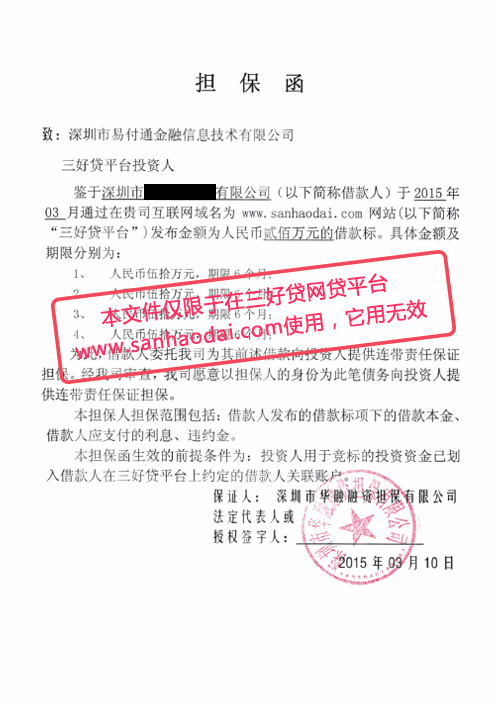 担 保 函
致：深圳市易付通金融信息技术有限公司
三好贷平台投资人
鉴于深圳市 有限公司（以下简称借款人）于 2015 年
03 月通过在贵司互联网域名为 www.sanhaodai.com 网站(以下简称
“三好贷平台”)发布金额为人民币贰佰万元的借款标。具体金额及
期限分别为：
1、 人民币伍拾万元，期限 6 个月；
2、 人民币伍拾万元，期限 6 个月；
3、 人民币伍拾万元，期限 6 个月；
4、 人民币伍拾万元，期限 6 个月；
本文件仅限于在三好贷网贷平台
www.sanhaodai.com使用，它用无效
为此，借款人委托我司为其前述借款向投资人提供连带责任保证
担保。经我司审查，我司愿意以担保人的身份为此笔债务向投资人提
供连带责任保证担保。
本担保人担保范围包括：借款人发布的借款标项下的借款本金、
借款人应支付的利息、违约金。
本担保函生效的前提条件为：投资人用于竞标的投资资金已划
入借款人在三好贷平台上约定的借款人关联账户。
保证人： 深圳市华融融资担保有限公司
法定代表人或
授权签字人：
2015 年 03 月 10 日